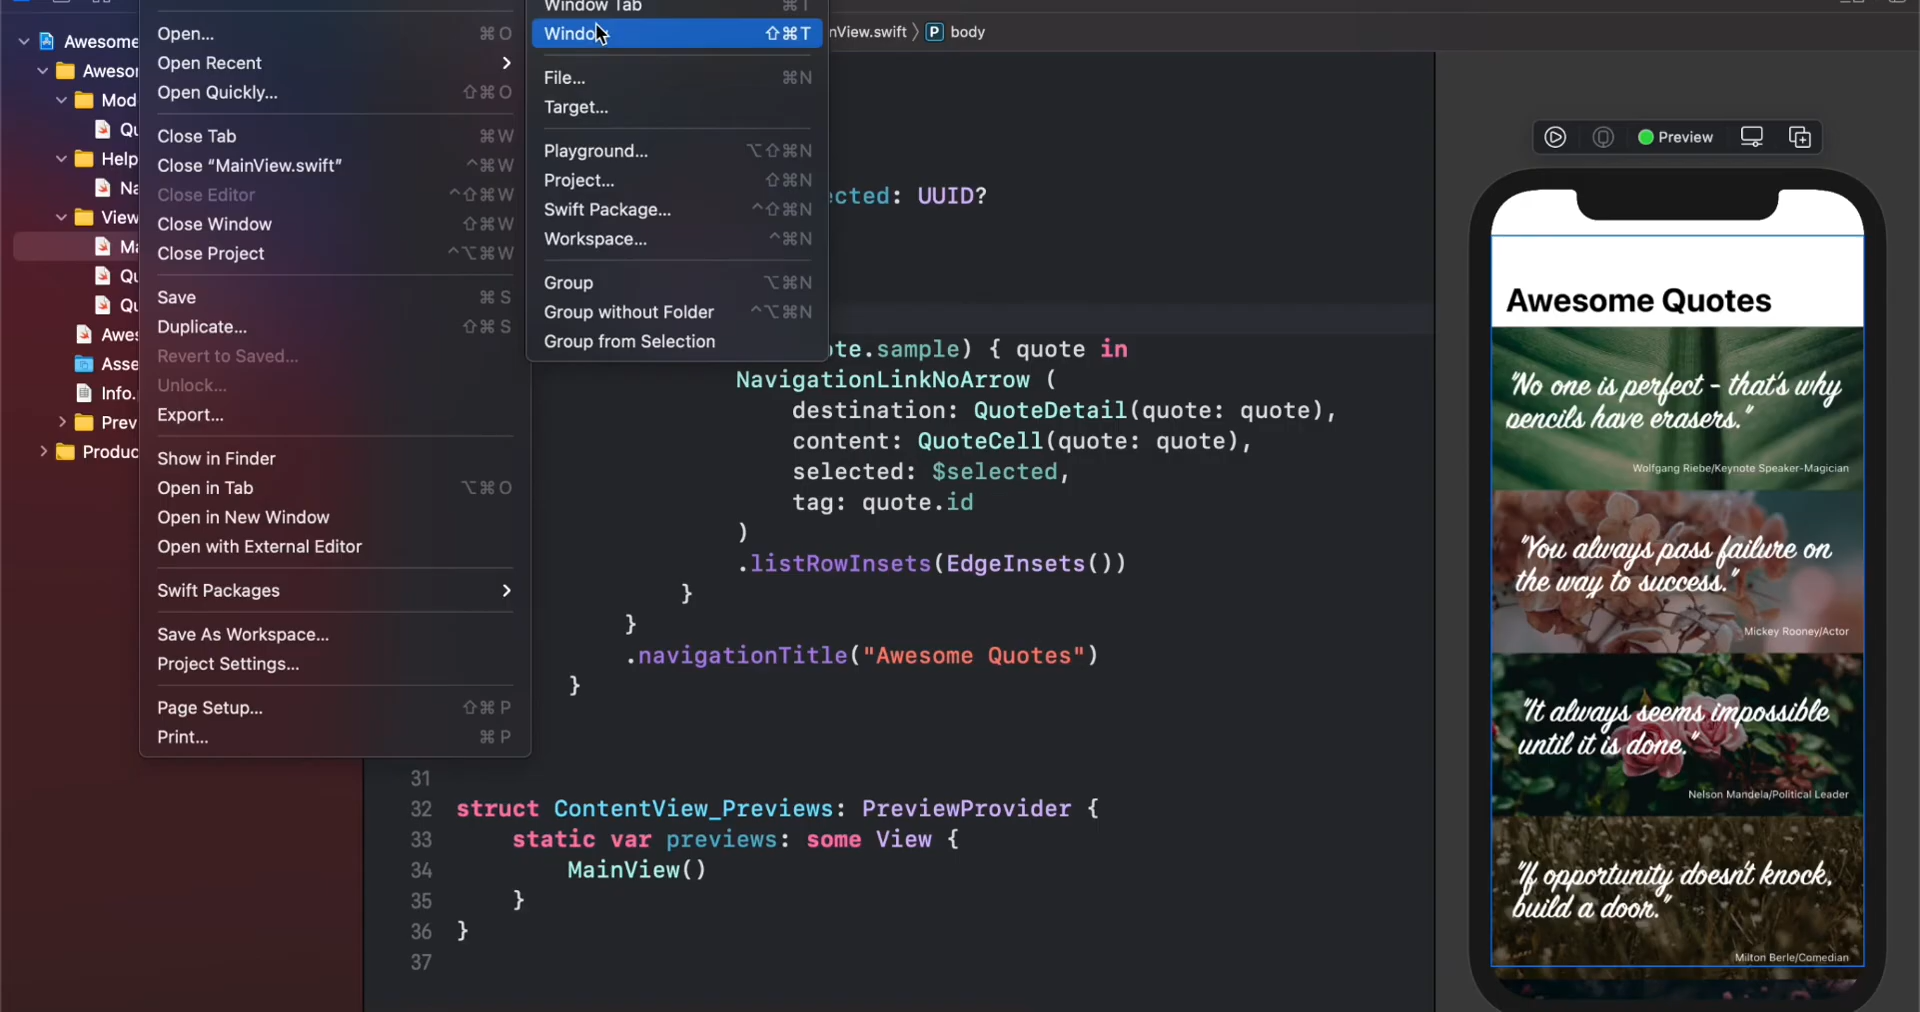 Awesome
Aweson
Mod
Qu
Help
Na
View
Ma
Qu
Qu
Awes
Asse
Info.
Prev
Produc
Open... ⌘ O
Open Recent
Open Quickly... ⇧ ⌘ O
Close Tab ⌘ W
Close “MainView.swift” ^ ⌘ W
Close Editor ^ ⇧ ⌘ W
Close Window ⇧ ⌘ W
Close Project ^ ⌥ ⌘ W
Save ⌘ S
Duplicate... ⇧ ⌘ S
Revert to Saved...
Unlock...
Export...
Show in Finder
Open in Tab ⌥ ⌘ O
Open in New Window
Open with External Editor
Swift Packages
Save As Workspace...
Project Settings...
Page Setup... ⇧ ⌘ P
Print... ⌘ P
Window Tab ⌘ T
Window ⇧ ⌘ T
File... ⌘ N
Target...
Playground... ⌥ ⇧ ⌘ N
Project... ⇧ ⌘ N
Swift Package... ^ ⇧ ⌘ N
Workspace... ^ ⌘ N
Group ⌥ ⌘ N
Group without Folder ^ ⌥ ⌘ N
Group from Selection
nView.swift 〉 P body
ected: UUID?
ote.sample) { quote in
NavigationLinkNoArrow (
destination: QuoteDetail(quote: quote),
content: QuoteCell(quote: quote),
selected: $selected,
tag: quote.id
)
.listRowInsets(EdgeInsets())
}
}
.navigationTitle("Awesome Quotes")
}
31
32 struct ContentView_Previews: PreviewProvider {
33 static var previews: some View {
34 MainView()
35 }
36 }
37
Preview
Awesome Quotes
"No one is perfect - that's why
pencils have erasers."
Wolfgang Riebe/Keynote Speaker-Magician
"You always pass failure on
the way to success."
Mickey Rooney/Actor
"It always seems impossible
until it is done."
Nelson Mandela/Political Leader
"If opportunity doesn't knock,
build a door."
Milton Berle/Comedian